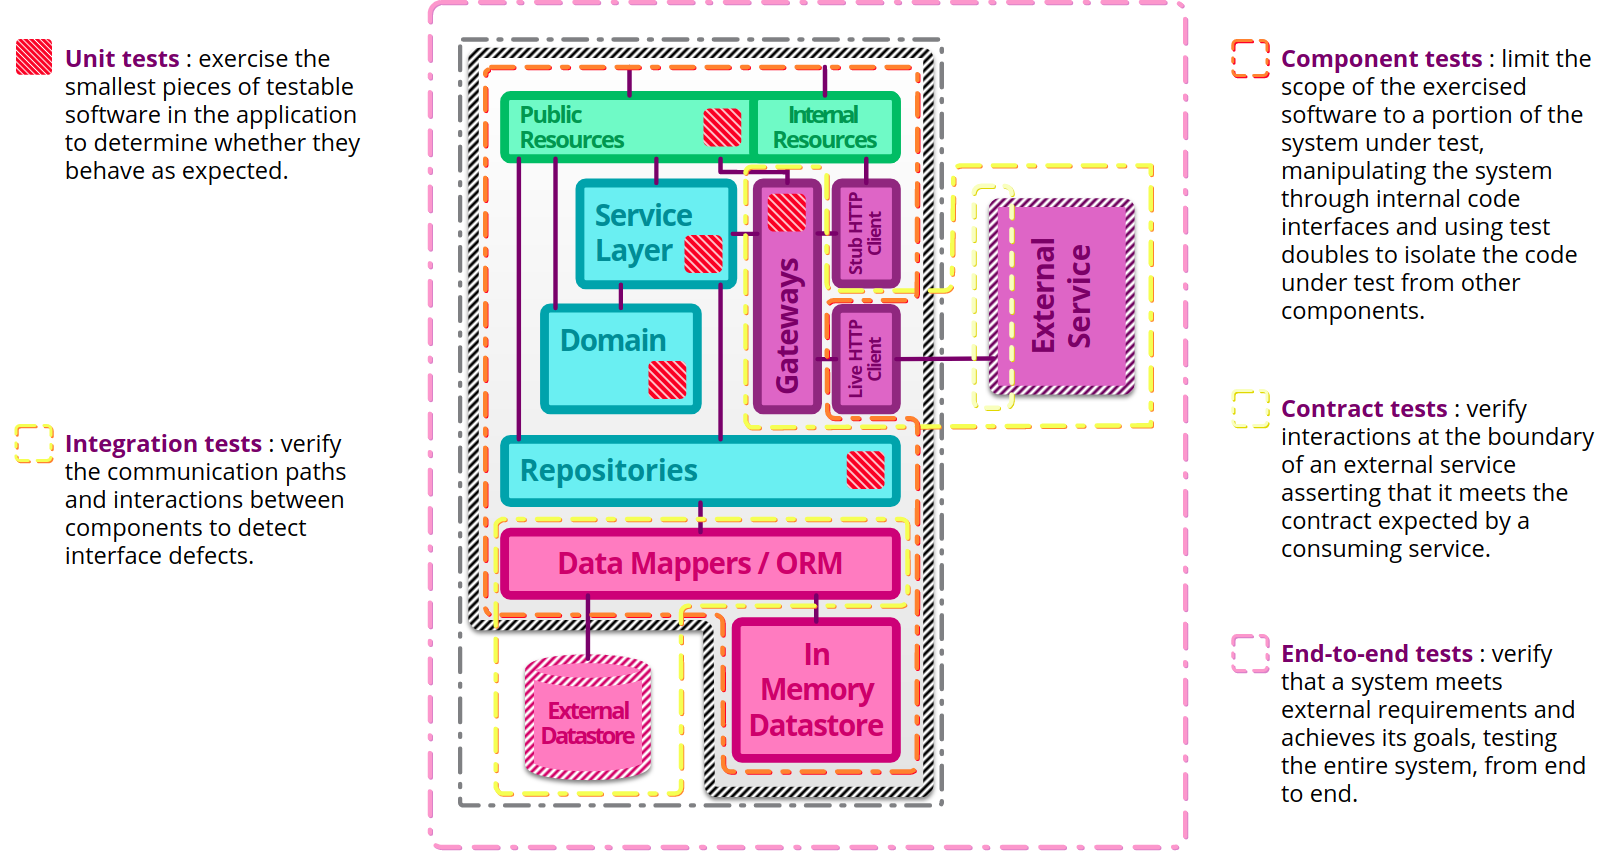 Unit tests : exercise the
smallest pieces of testable
software in the application
to determine whether they
behave as expected.
Integration tests : verify
the communication paths
and interactions between
components to detect
interface defects.
Public
Resources
Internal
Resources
Service
Layer
Gateways
Stub HTTP
Client
Domain
Live HTTP
Client
External
Service
Repositories
Data Mappers / ORM
External
Datastore
In
Memory
Datastore
Component tests : limit the
scope of the exercised
software to a portion of the
system under test,
manipulating the system
through internal code
interfaces and using test
doubles to isolate the code
under test from other
components.
Contract tests : verify
interactions at the boundary
of an external service
asserting that it meets the
contract expected by a
consuming service.
End-to-end tests : verify
that a system meets
external requirements and
achieves its goals, testing
the entire system, from end
to end.